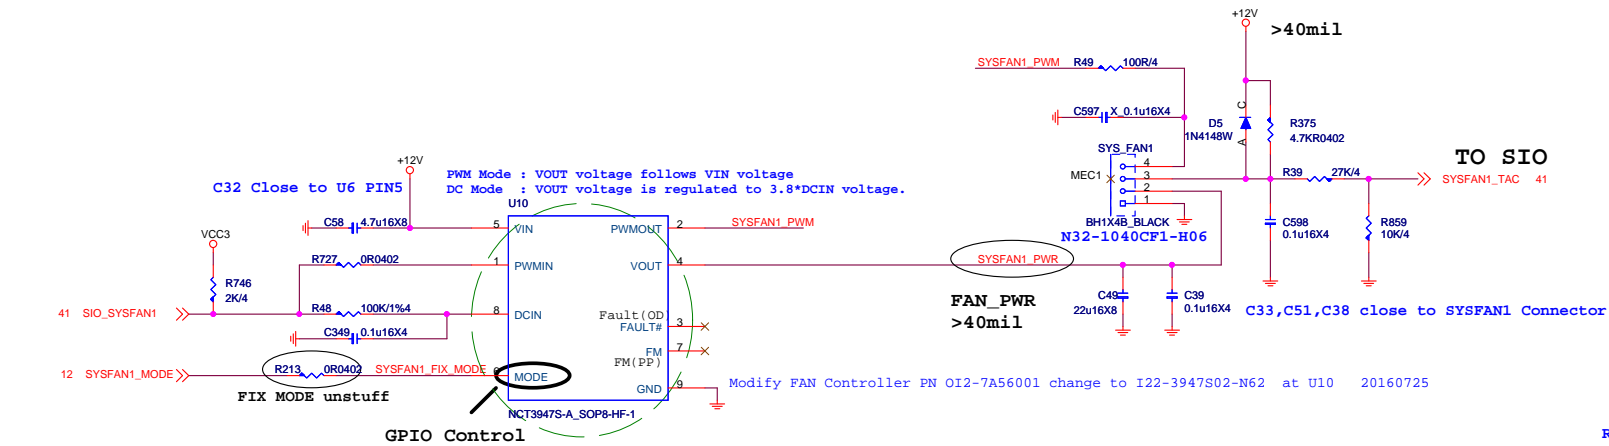 +12V
>40mil
SYSFAN1_PWM
R49
100R/4
C597
X_0.1u16X4
C
D5
1N4148W
A
R375
4.7KR0402
SYS_FAN1
4
3
2
1
MEC1
BH1X4B_BLACK
N32-1040CF1-H06
R39
27K/4
TO SIO
SYSFAN1_TAC 41
C598
0.1u16X4
R859
10K/4
+12V
PWM Mode : VOUT voltage follows VIN voltage
DC Mode : VOUT voltage is regulated to 3.8*DCIN voltage.
C32 Close to U6 PIN5
U10
C58
4.7u16X8
5
VIN
PWMOUT
2
SYSFAN1_PWM
VCC3
R727
0R0402
1
PWMIN
VOUT
4
SYSFAN1_PWR
R746
2K/4
FAN_PWR
>40mil
C49
22u16X8
C39
0.1u16X4
C33,C51,C38 close to SYSFAN1 Connector
41 SIO_SYSFAN1
R48
100K/1%4
8
DCIN
Fault(OD)
FAULT#
3
C349
0.1u16X4
FM
7
FM(PP)
12 SYSFAN1_MODE
R213
0R0402
SYSFAN1_FIX_MODE
6
MODE
GND
9
FIX MODE unstuff
Modify FAN Controller PN OI2-7A56001 change to I22-3947S02-N62 at U10 20160725
NCT3947S-A_SOP8-HF-1
GPIO Control
R